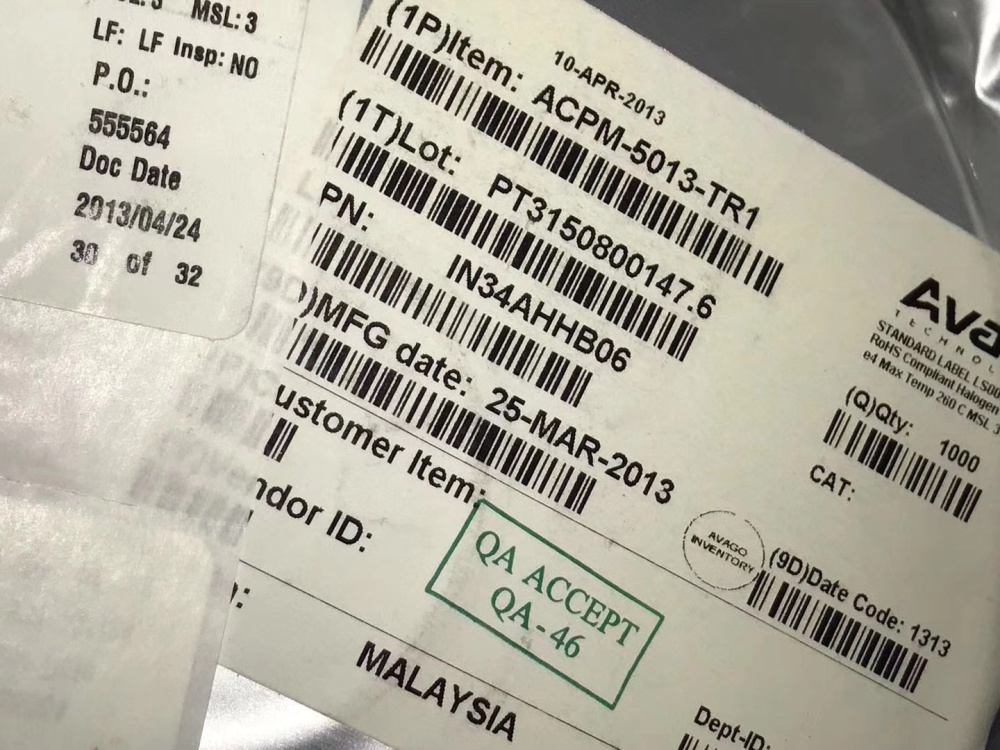 MSL: 3
LF: LF Insp: NO
P.O.:
555564
Doc Date
2013/04/24
30 of 32
10-APR-2013
(1P)Item: ACPM-5013-TR1
(1T)Lot: PT3150800147.6
PN: IN34AHHB06
)MFG date: 25-MAR-2013
ustomer Item:
ndor ID:
QA ACCEPT
QA-46
MALAYSIA
Ava
TECHNOL
STANDARD LABEL LS00
RoHS Compliant Halogen
e4 Max Temp 260 C MSL 3
(Q)Qty: 1000
CAT:
AVAGO
INVENTORY
(9D)Date Code: 1313
Dept-ID: